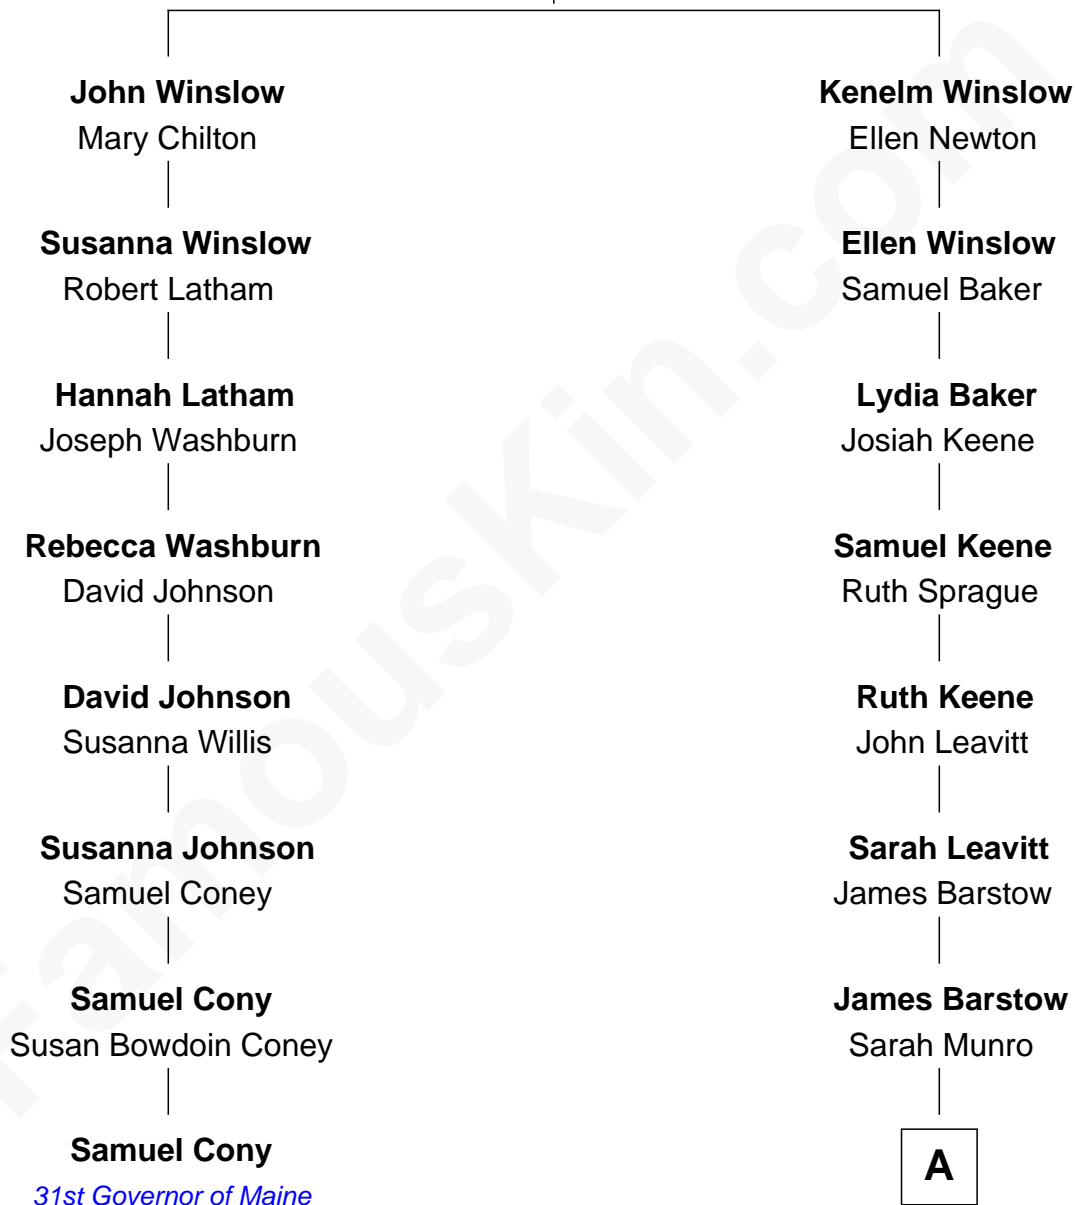 John Winslow
Mary Chilton
Susanna Winslow
Robert Latham
Hannah Latham
Joseph Washburn
Rebecca Washburn
David Johnson
David Johnson
Susanna Willis
Susanna Johnson
Samuel Coney
Samuel Cony
Susan Bowdoin Coney
Samuel Cony
31st Governor of Maine
Kenelm Winslow
Ellen Newton
Ellen Winslow
Samuel Baker
Lydia Baker
Josiah Keene
Samuel Keene
Ruth Sprague
Ruth Keene
John Leavitt
Sarah Leavitt
James Barstow
James Barstow
Sarah Munro
A
FamousKin.com